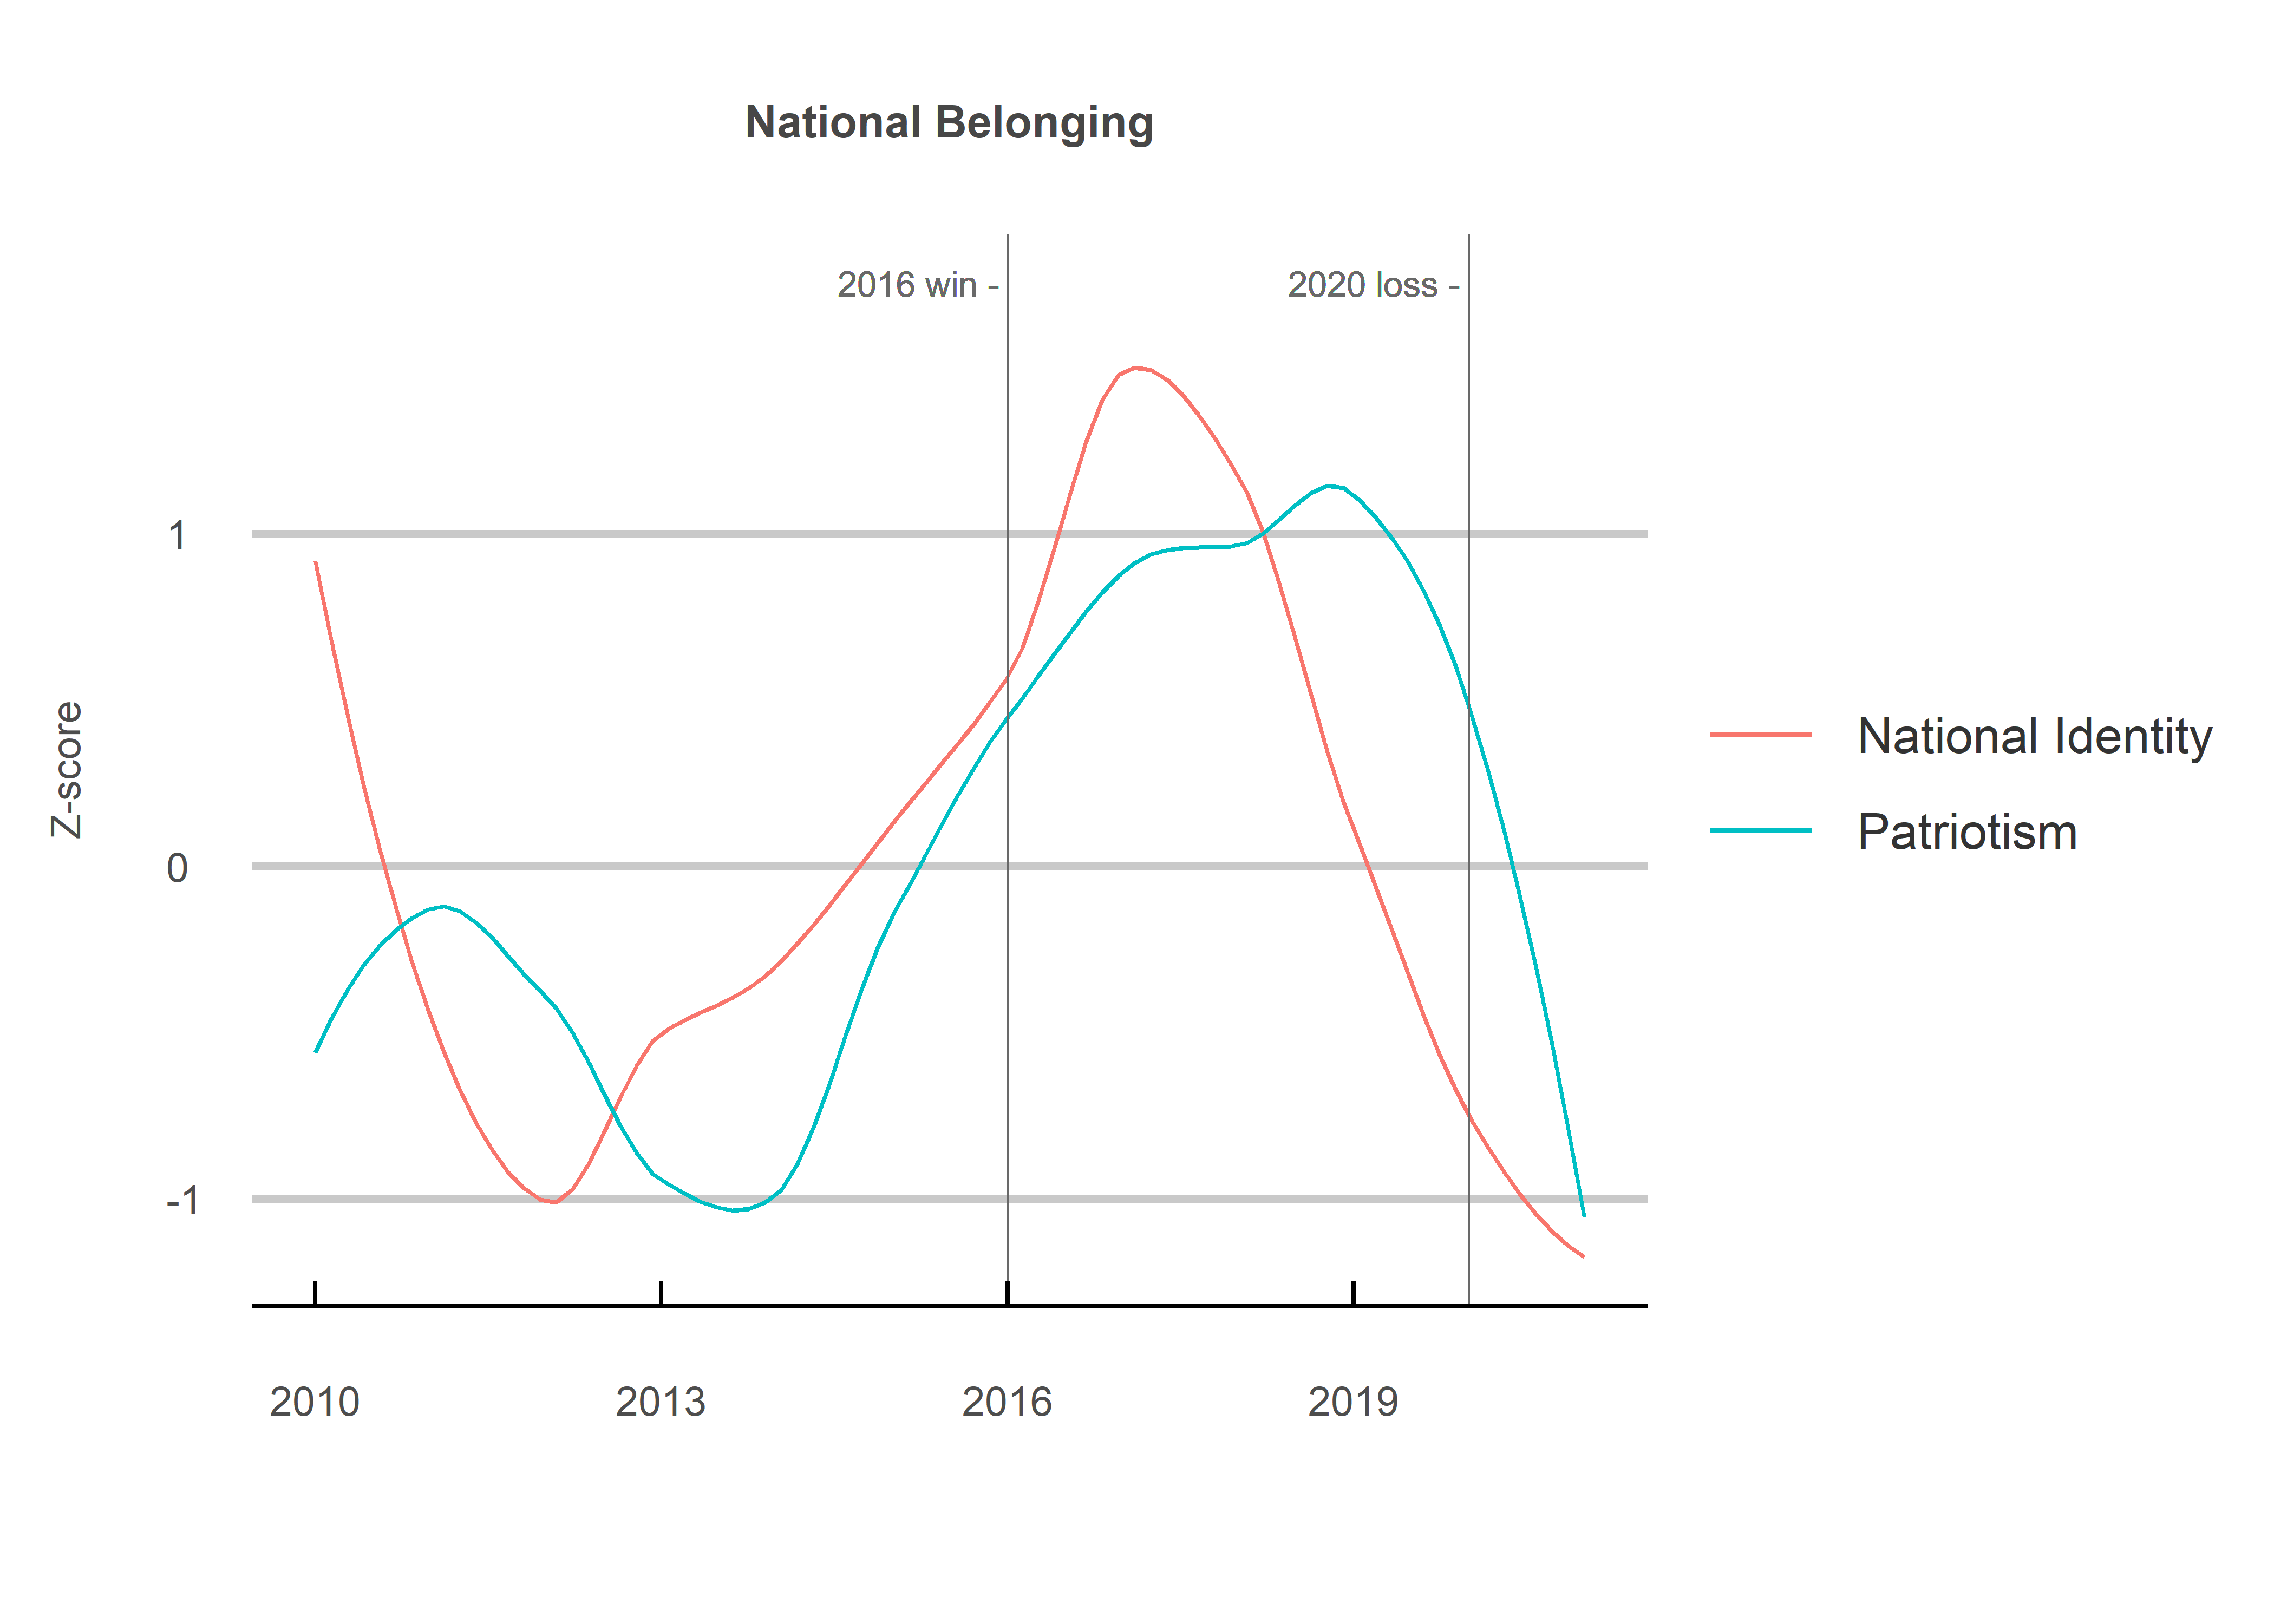 National Belonging
2016 win -
2020 loss -
1
0
-1
Z-score
National Identity
Patriotism
2010
2013
2016
2019